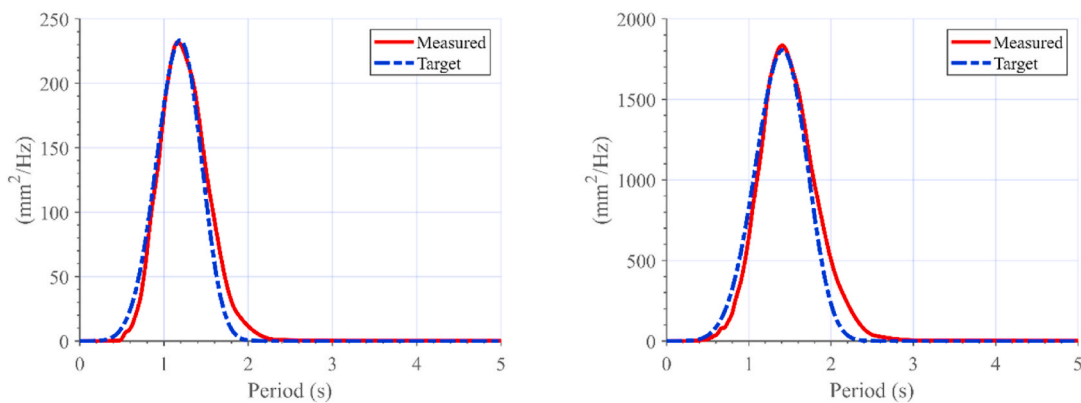 250
200
150
100
50
0
(mm²/Hz)
Measured
Target
0 1 2 3 4 5
Period (s)
2000
1500
1000
500
0
(mm²/Hz)
Measured
Target
0 1 2 3 4 5
Period (s)